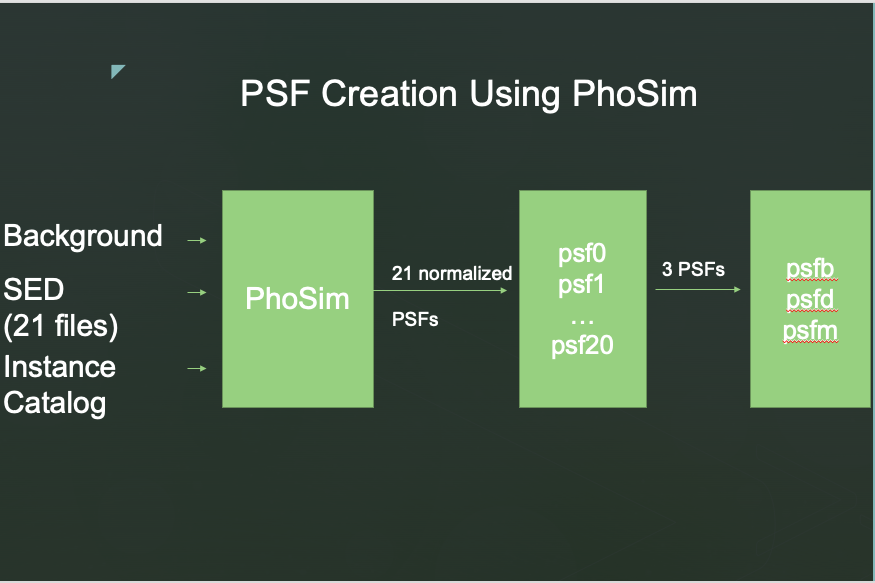 PSF Creation Using PhoSim
Background
SED
(21 files)
Instance
Catalog
PhoSim
21 normalized
PSFs
psf0
psf1
...
psf20
3 PSFs
psfb
psfd
psfm